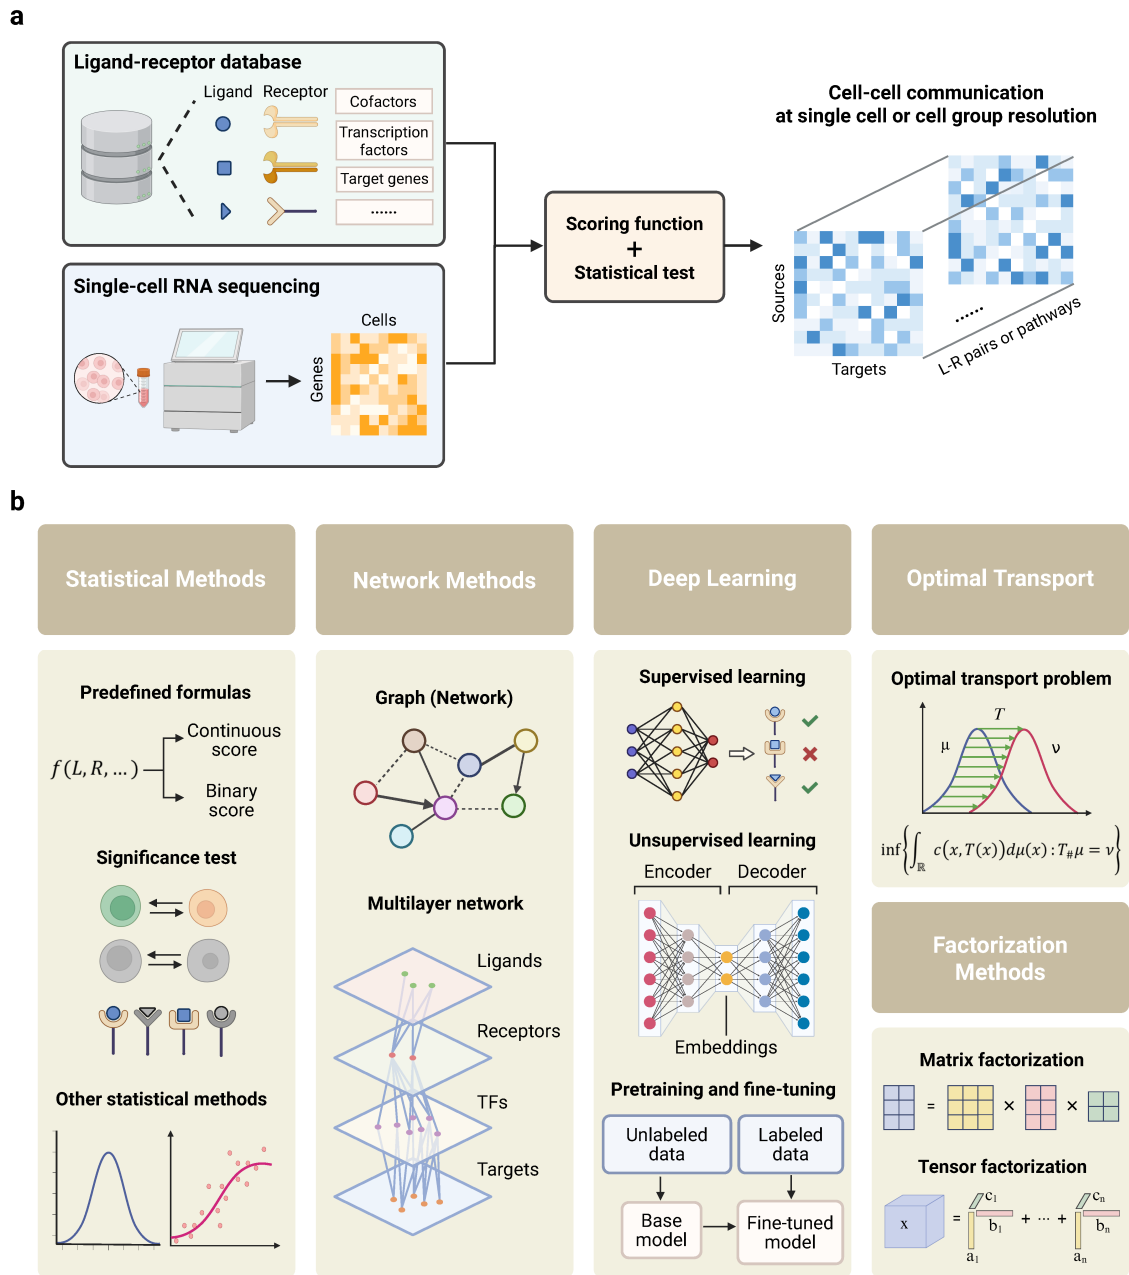 a
Ligand-receptor database
Ligand
Receptor
Cofactors
Transcription
factors
Target genes
......
Single-cell RNA sequencing
Cells
Genes
Scoring function
+
Statistical test
Cell-cell communication
at single cell or cell group resolution
Sources
Targets
......
L-R pairs or pathways
b
Statistical Methods
Predefined formulas
f(L, R, ...)
Continuous
score
Binary
score
Significance test
Other statistical methods
Network Methods
Graph (Network)
Multilayer network
Ligands
Receptors
TFs
Targets
Deep Learning
Supervised learning
Unsupervised learning
Encoder
Decoder
Embeddings
Pretraining and fine-tuning
Unlabeled
data
Labeled
data
Base
model
Fine-tuned
model
Optimal Transport
Optimal transport problem
T
μ
ν
inf{∫ℝ c(x, T(x))dμ(x) : T#μ = ν}
Factorization
Methods
Matrix factorization
= × ×
Tensor factorization
x = a₁ b₁ c₁ + ··· + aₙ bₙ cₙ